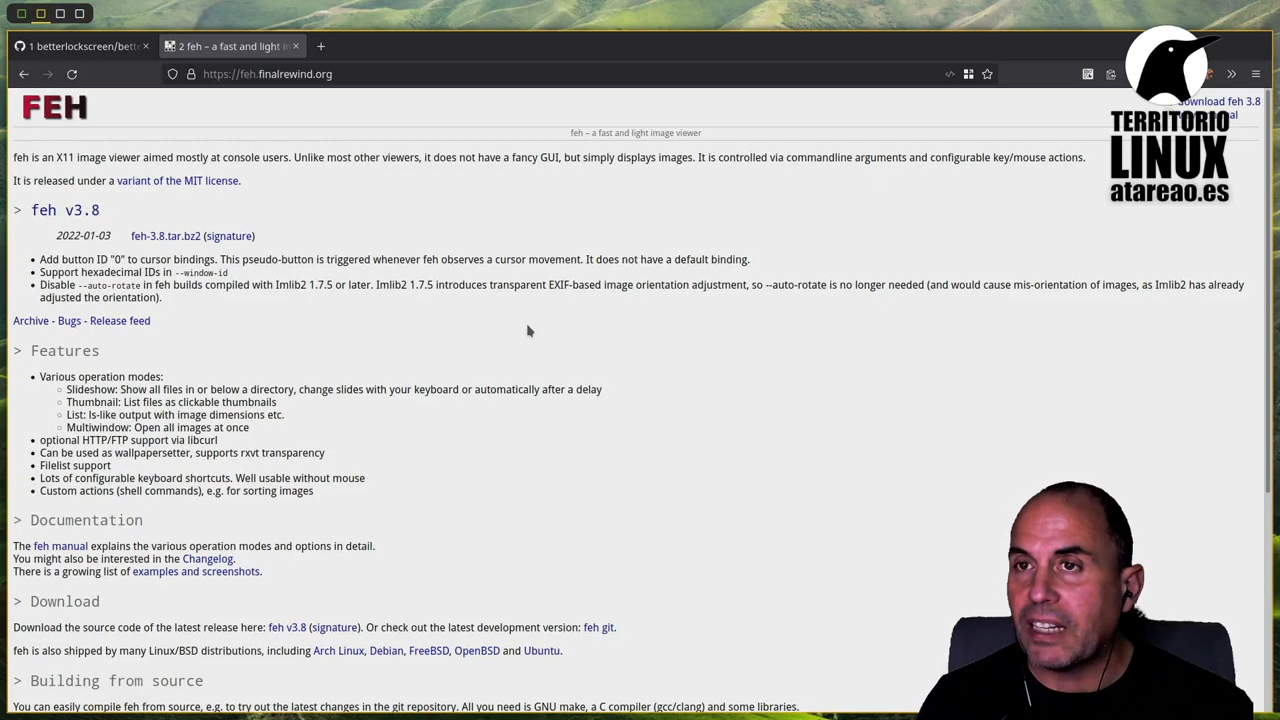 1 betterlockscreen/bett
2 feh – a fast and light i
https://feh.finalrewind.org
FEH
download feh 3.8
feh – a fast and light image viewer
TERRITORIO
LINUX
atareao.es
feh is an X11 image viewer aimed mostly at console users. Unlike most other viewers, it does not have a fancy GUI, but simply displays images. It is controlled via commandline arguments and configurable key/mouse actions.
It is released under a variant of the MIT license.
> feh v3.8
2022-01-03 feh-3.8.tar.bz2 (signature)
• Add button ID "0" to cursor bindings. This pseudo-button is triggered whenever feh observes a cursor movement. It does not have a default binding.
• Support hexadecimal IDs in --window-id
• Disable --auto-rotate in feh builds compiled with Imlib2 1.7.5 or later. Imlib2 1.7.5 introduces transparent EXIF-based image orientation adjustment, so --auto-rotate is no longer needed (and would cause mis-orientation of images, as Imlib2 has already
adjusted the orientation).
Archive - Bugs - Release feed
> Features
• Various operation modes:
◦ Slideshow: Show all files in or below a directory, change slides with your keyboard or automatically after a delay
◦ Thumbnail: List files as clickable thumbnails
◦ List: ls-like output with image dimensions etc.
◦ Multiwindow: Open all images at once
• optional HTTP/FTP support via libcurl
• Can be used as wallpapersetter, supports rxvt transparency
• Filelist support
• Lots of configurable keyboard shortcuts. Well usable without mouse
• Custom actions (shell commands), e.g. for sorting images
> Documentation
The feh manual explains the various operation modes and options in detail.
You might also be interested in the Changelog.
There is a growing list of examples and screenshots.
> Download
Download the source code of the latest release here: feh v3.8 (signature). Or check out the latest development version: feh git.
feh is also shipped by many Linux/BSD distributions, including Arch Linux, Debian, FreeBSD, OpenBSD and Ubuntu.
> Building from source
You can easily compile feh from source, e.g. to try out the latest changes in the git repository. All you need is GNU make, a C compiler (gcc/clang) and some libraries.